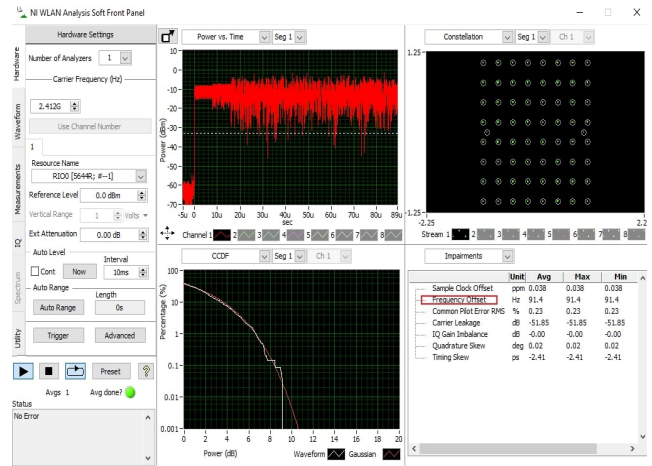 NI WLAN Analysis Soft Front Panel
Hardware Settings
Hardware
Waveform
Measurements
IQ
Spectrum
Utility
Number of Analyzers 1
Carrier Frequency (Hz)
2.412G
Use Channel Number
1
Resource Name
RIO0 [5644R; #--1]
Reference Level 0.0 dBm
Vertical Range 1 Volts
Ext Attenuation 0.00 dB
Auto Level
Interval
Cont Now 10ms
Auto Range
Length
Auto Range 0s
Trigger Advanced
Preset ?
Avgs 1 Avg done?
Status
No Error
Power vs. Time Seg 1
Power (dBm)
10
0
-10
-20
-30
-40
-50
-60
-70
-5u 0 10u 20u 30u 40u 50u 60u 70u 80u 89u
sec
Channel 1 2 3 4 5 6 7 8
Constellation Seg 1 Ch 1
1.25
-1.25
-2.25 2.2
Stream 1 2 3 4 5 6 7 8
CCDF Seg 1 Ch 1
Percentage (%)
100
10
1
0.1
0.01
0.001
0 2 4 6 8 10 12 14 16 18 20
Power (dB) Waveform Gaussian
Impairments
Unit Avg Max Min
Sample Clock Offset ppm 0.038 0.038 0.038
Frequency Offset Hz 91.4 91.4 91.4
Common Pilot Error RMS % 0.23 0.23 0.23
Carrier Leakage dB -51.85 -51.85 -51.85
IQ Gain Imbalance dB -0.00 -0.00 -0.00
Quadrature Skew deg 0.02 0.02 0.02
Timing Skew ps -2.41 -2.41 -2.41